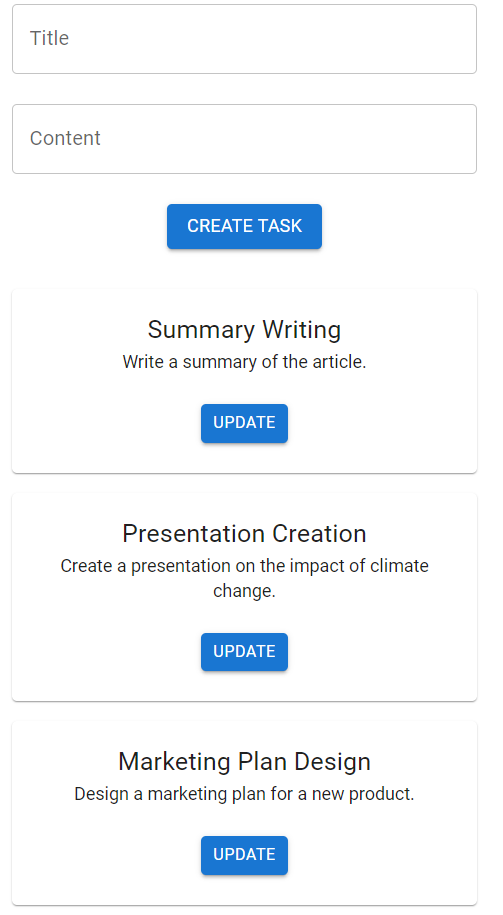 Title
Content
CREATE TASK
Summary Writing
Write a summary of the article.
UPDATE
Presentation Creation
Create a presentation on the impact of climate
change.
UPDATE
Marketing Plan Design
Design a marketing plan for a new product.
UPDATE